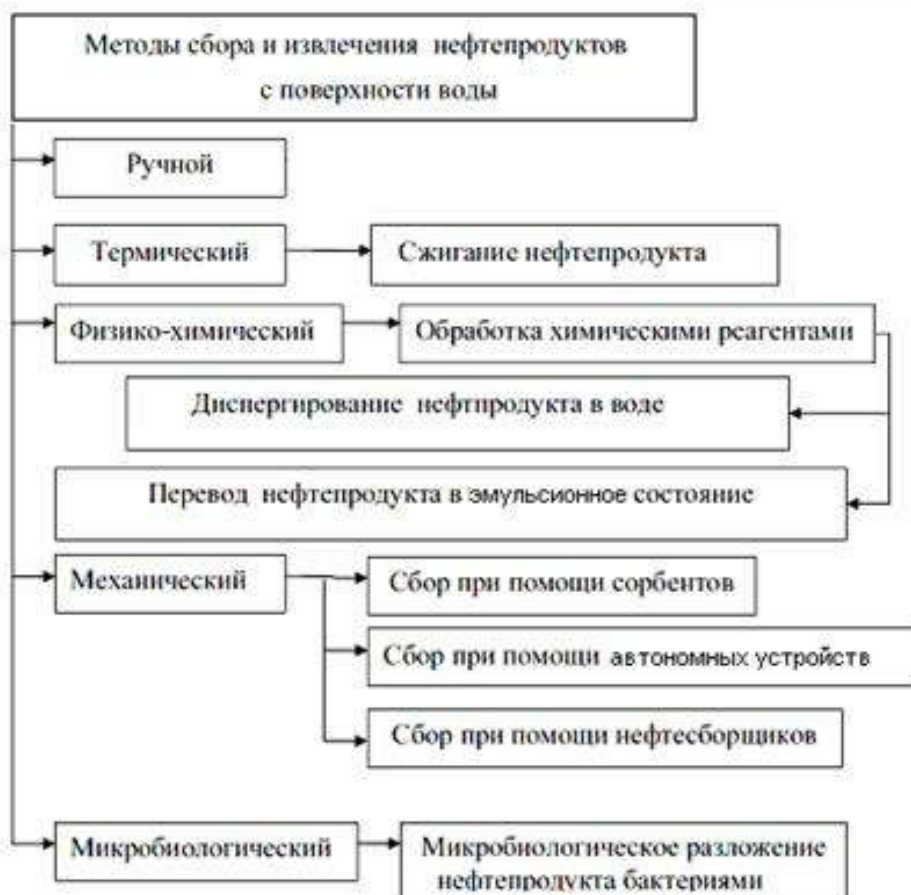 Методы сбора и извлечения нефтепродуктов
с поверхности воды
Ручной
Термический
Сжигание нефтепродукта
Физико-химический
Обработка химическими реагентами
Диспергирование нефтпродукта в воде
Перевод нефтепродукта в эмульсионное состояние
Механический
Сбор при помощи сорбентов
Сбор при помощи автономных устройств
Сбор при помощи нефтесборщиков
Микробиологический
Микробиологическое разложение
нефтепродукта бактериями